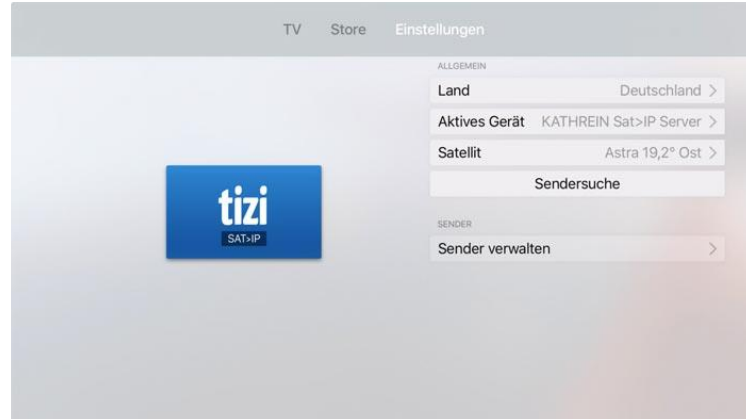 TV Store Einstellungen
ALLGEMEIN
Land Deutschland >
Aktives Gerät KATHREIN Sat>IP Server >
Satellit Astra 19,2° Ost >
Sendersuche
tizi
SAT>IP
SENDER
Sender verwalten >